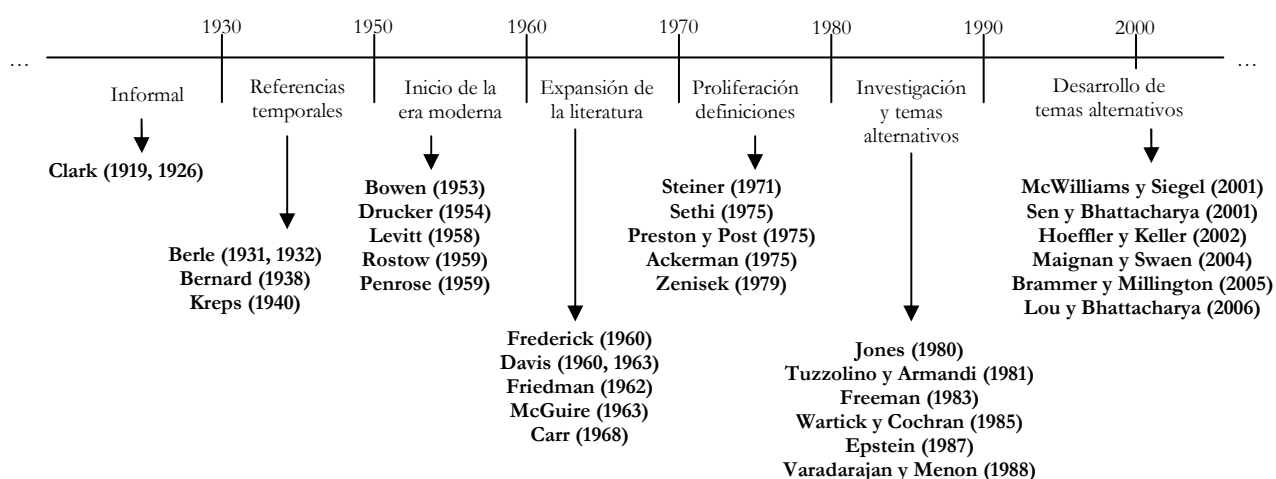 1930 1950 1960 1970 1980 1990 2000
… …
Informal
Clark (1919, 1926)
Referencias
temporales
Berle (1931, 1932)
Bernard (1938)
Kreps (1940)
Inicio de la
era moderna
Bowen (1953)
Drucker (1954)
Levitt (1958)
Rostow (1959)
Penrose (1959)
Expansión de
la literatura
Frederick (1960)
Davis (1960, 1963)
Friedman (1962)
McGuire (1963)
Carr (1968)
Proliferación
definiciones
Steiner (1971)
Sethi (1975)
Preston y Post (1975)
Ackerman (1975)
Zenisek (1979)
Investigación
y temas
alternativos
Jones (1980)
Tuzzolino y Armandi (1981)
Freeman (1983)
Wartick y Cochran (1985)
Epstein (1987)
Varadarajan y Menon (1988)
Desarrollo de
temas alternativos
McWilliams y Siegel (2001)
Sen y Bhattacharya (2001)
Hoeffler y Keller (2002)
Maignan y Swaen (2004)
Brammer y Millington (2005)
Lou y Bhattacharya (2006)